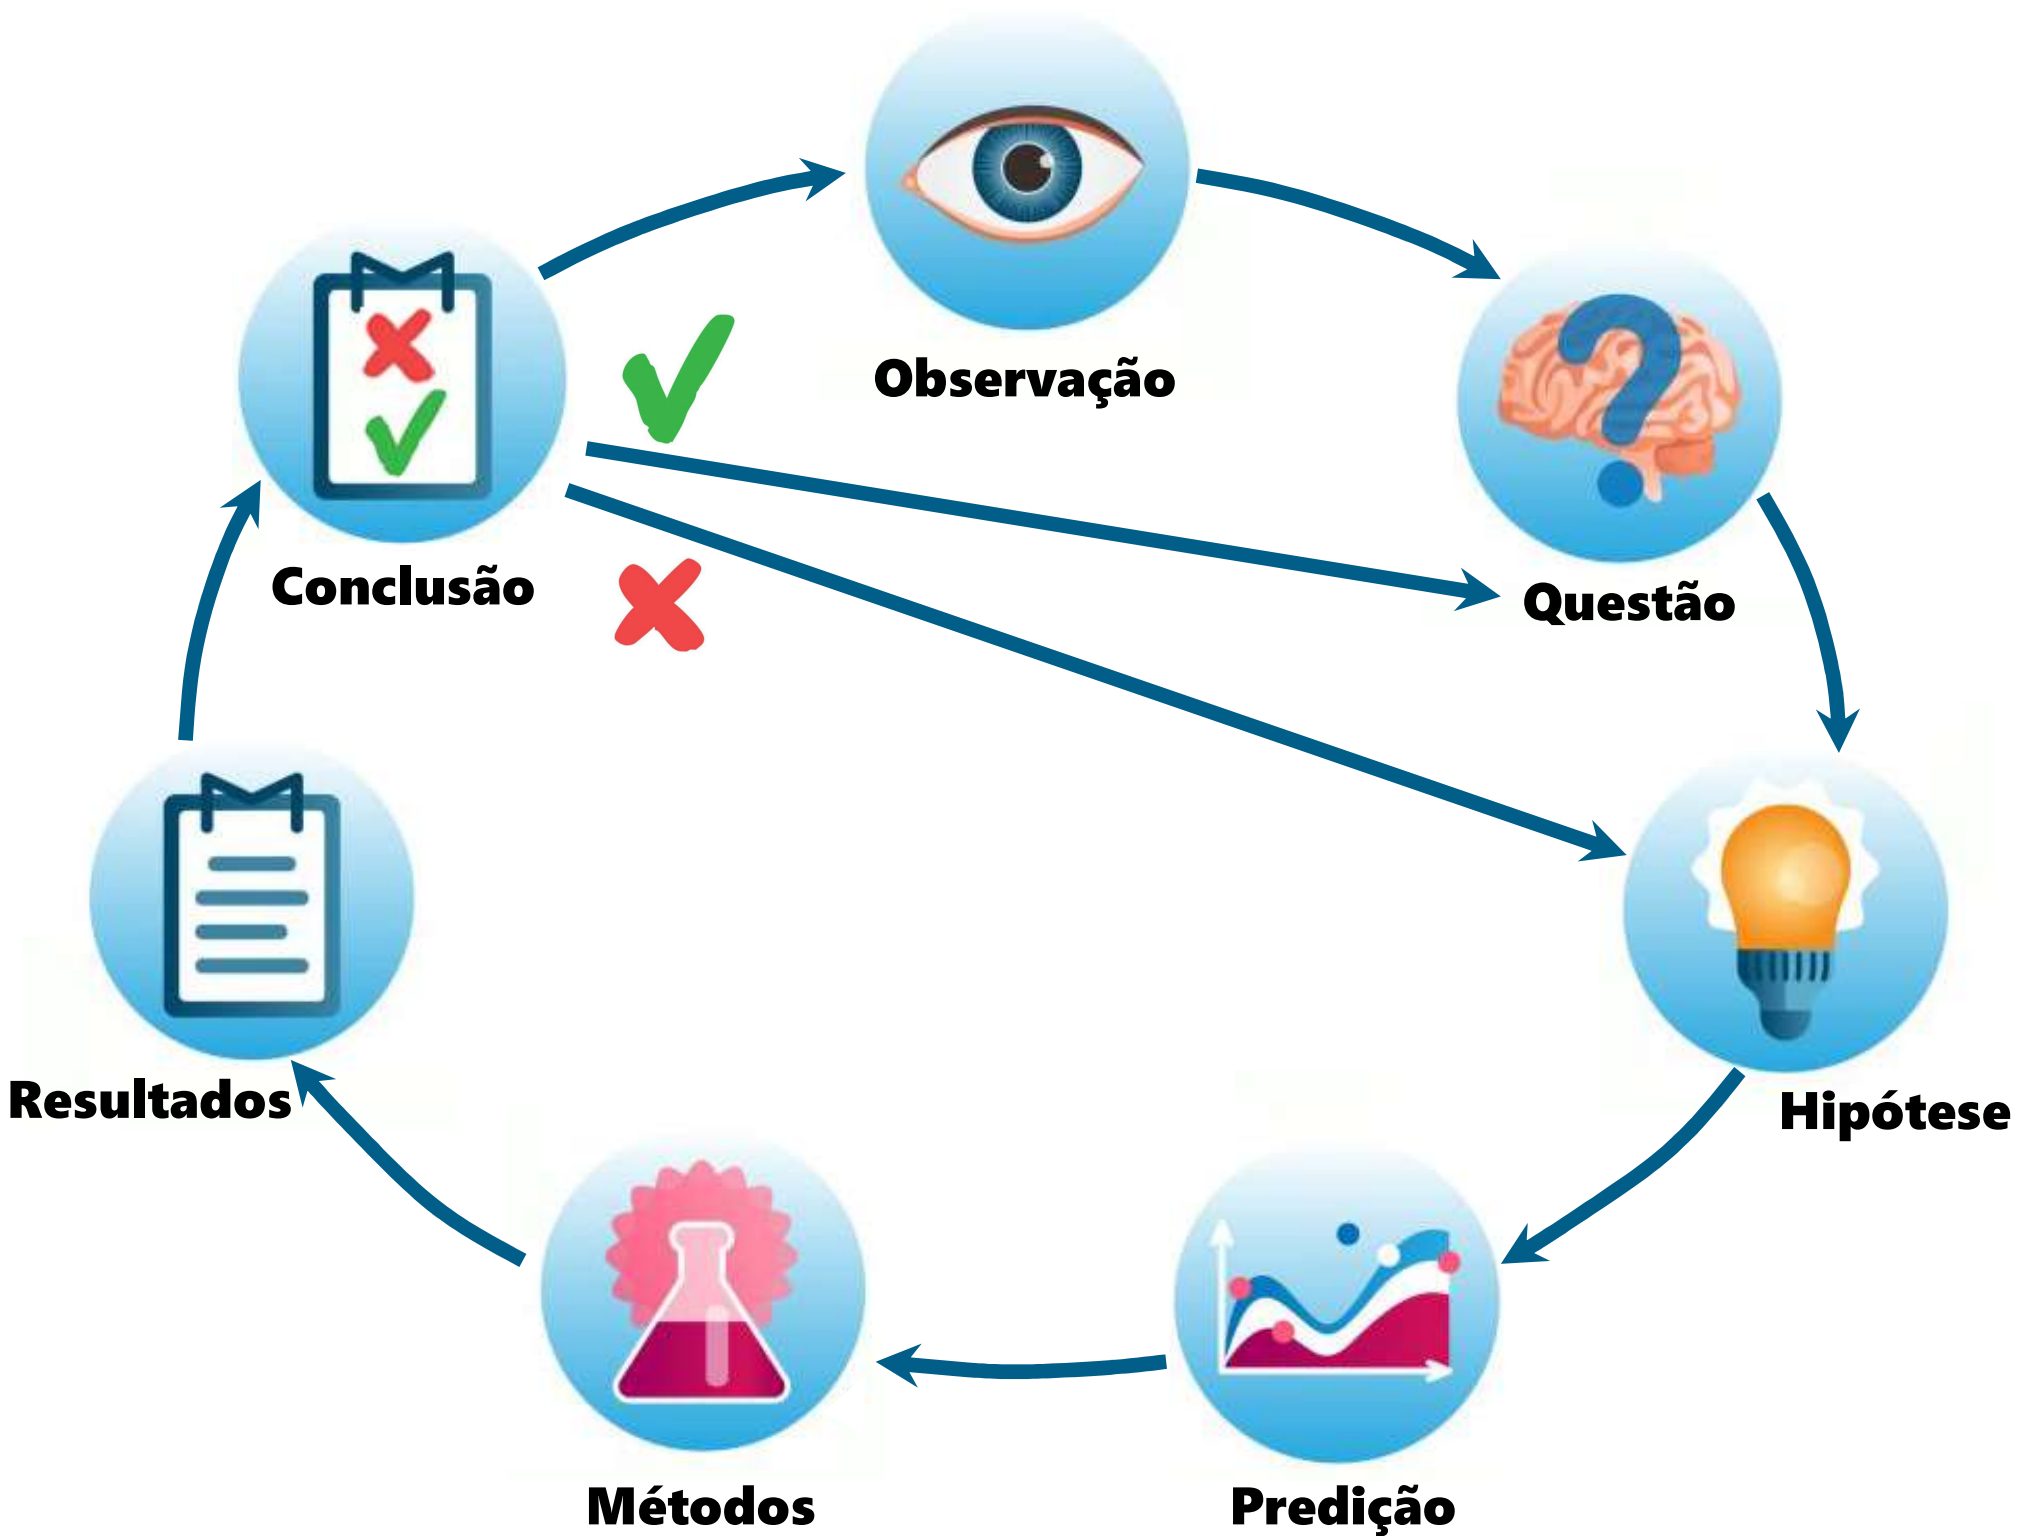 Observação
Conclusão
Questão
Resultados
Hipótese
Métodos
Predição